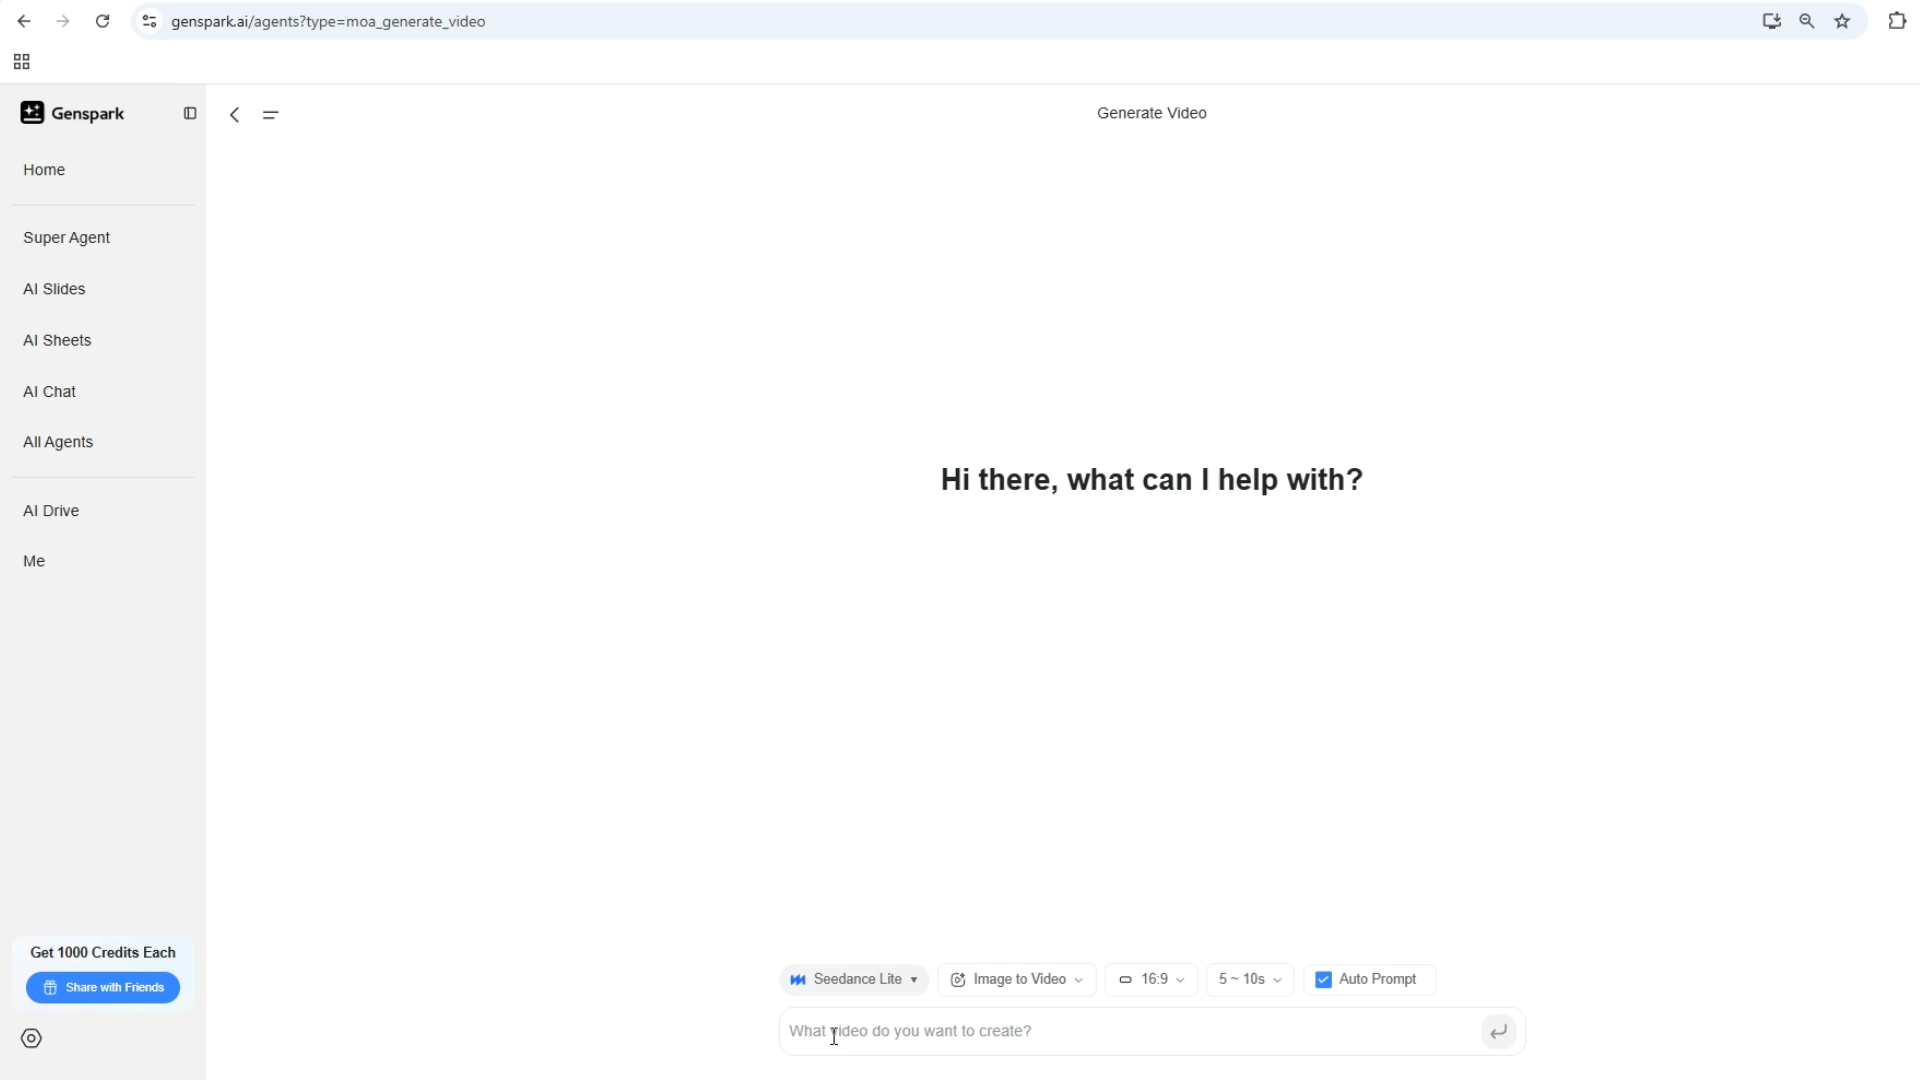 genspark.ai/agents?type=moa_generate_video
Genspark
Generate Video
Home
Super Agent
AI Slides
AI Sheets
AI Chat
All Agents
AI Drive
Me
Hi there, what can I help with?
Get 1000 Credits Each
Share with Friends
Seedance Lite
Image to Video
16:9
5 ~ 10s
Auto Prompt
What video do you want to create?